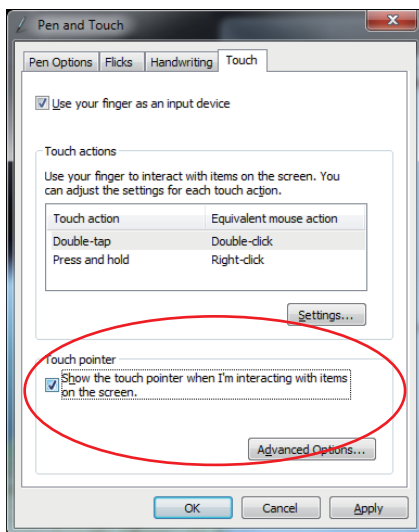 Pen and Touch
Pen Options Flicks Handwriting Touch
Use your finger as an input device
Touch actions
Use your finger to interact with items on the screen. You
can adjust the settings for each touch action.
Touch action Equivalent mouse action
Double-tap Double-click
Press and hold Right-click
Settings...
Touch pointer
Show the touch pointer when I'm interacting with items
on the screen.
Advanced Options...
OK Cancel Apply